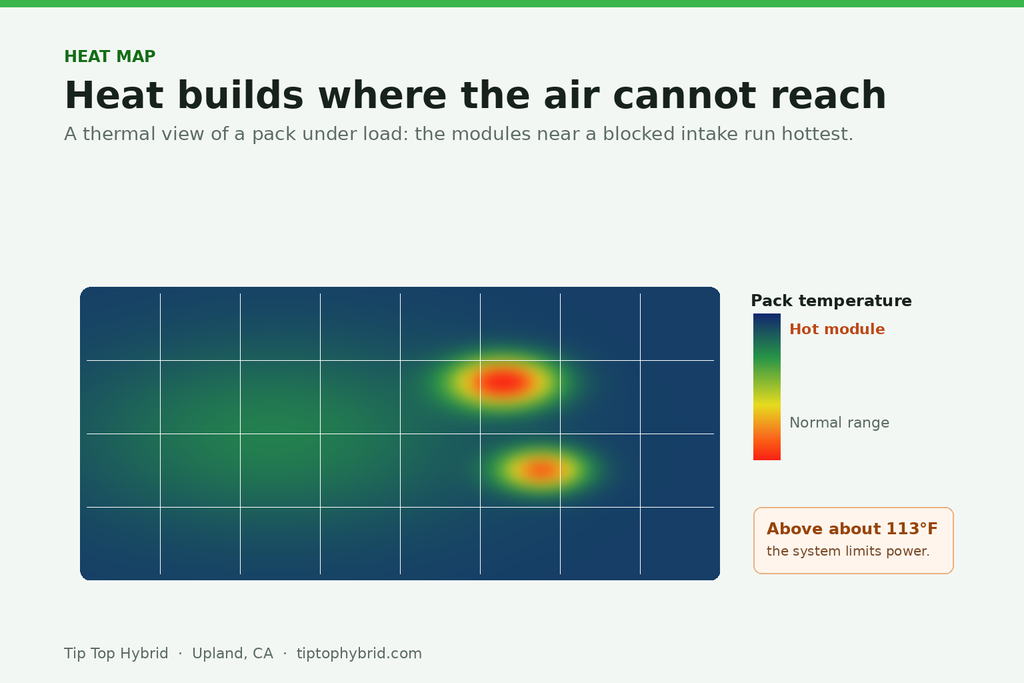 HEAT MAP
Heat builds where the air cannot reach
A thermal view of a pack under load: the modules near a blocked intake run hottest.
Pack temperature
Hot module
Normal range
Above about 113°F
the system limits power.
Tip Top Hybrid · Upland, CA · tiptophybrid.com